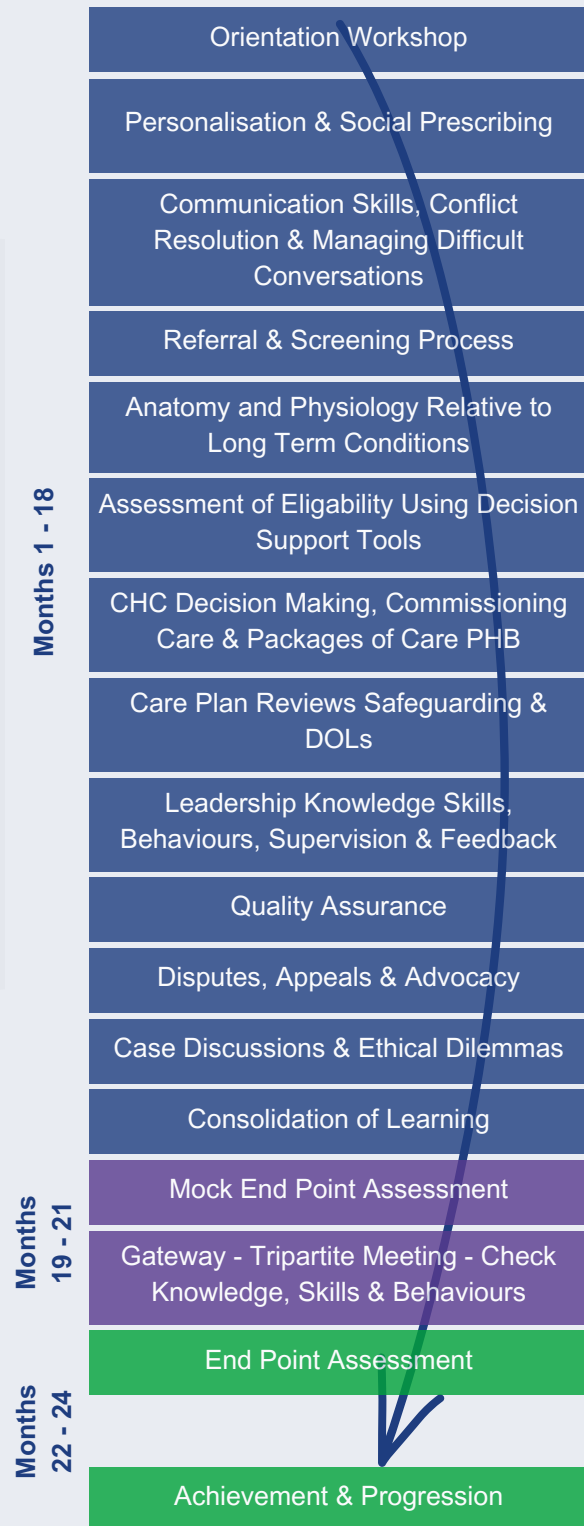 Orientation Workshop
Personalisation & Social Prescribing
Communication Skills, Conflict
Resolution & Managing Difficult
Conversations
Referral & Screening Process
Anatomy and Physiology Relative to
Long Term Conditions
Months 1 - 18
Assessment of Eligability Using Decision
Support Tools
CHC Decision Making, Commissioning
Care & Packages of Care PHB
Care Plan Reviews Safeguarding &
DOLs
Leadership Knowledge Skills,
Behaviours, Supervision & Feedback
Quality Assurance
Disputes, Appeals & Advocacy
Case Discussions & Ethical Dilemmas
Consolidation of Learning
Months
19 - 21
Mock End Point Assessment
Gateway - Tripartite Meeting - Check
Knowledge, Skills & Behaviours
Months
22 - 24
End Point Assessment
Achievement & Progression